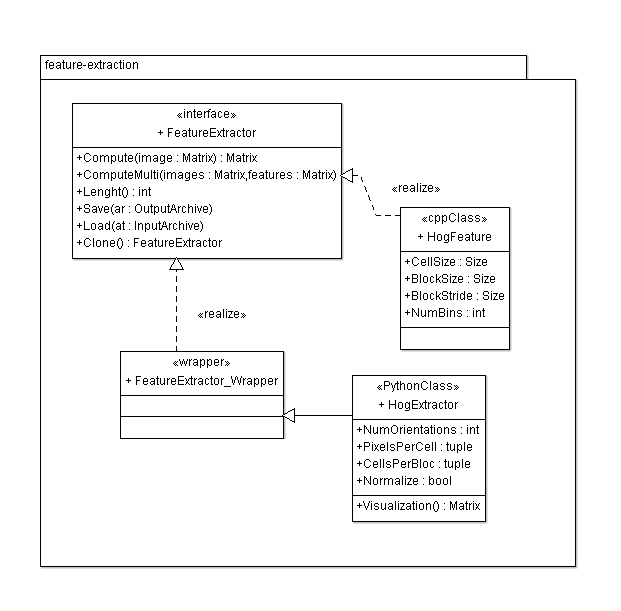 feature-extraction
«interface»
+ FeatureExtractor
+Compute(image : Matrix) : Matrix
+ComputeMulti(images : Matrix,features : Matrix)
+Lenght() : int
+Save(ar : OutputArchive)
+Load(at : InputArchive)
+Clone() : FeatureExtractor
«realize»
«cppClass»
+ HogFeature
+CellSize : Size
+BlockSize : Size
+BlockStride : Size
+NumBins : int
«realize»
«wrapper»
+ FeatureExtractor_Wrapper
«PythonClass»
+ HogExtractor
+NumOrientations : int
+PixelsPerCell : tuple
+CellsPerBloc : tuple
+Normalize : bool
+Visualization() : Matrix